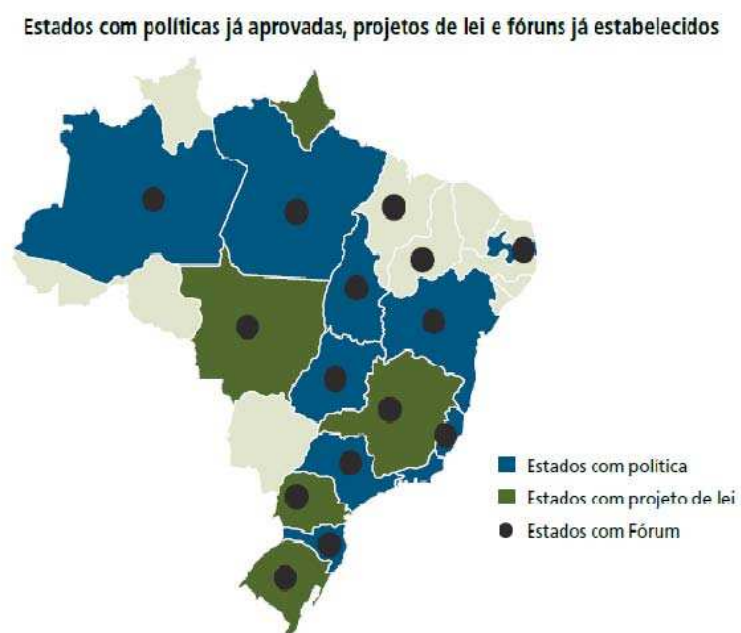 Estados com políticas já aprovadas, projetos de lei e fóruns já estabelecidos
Estados com política
Estados com projeto de lei
Estados com Fórum